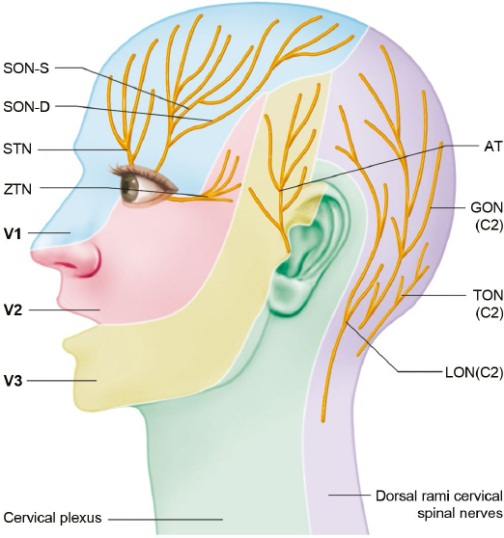 SON-S
SON-D
STN
ZTN
V1
V2
V3
Cervical plexus
AT
GON
(C2)
TON
(C2)
LON(C2)
Dorsal rami cervical
spinal nerves